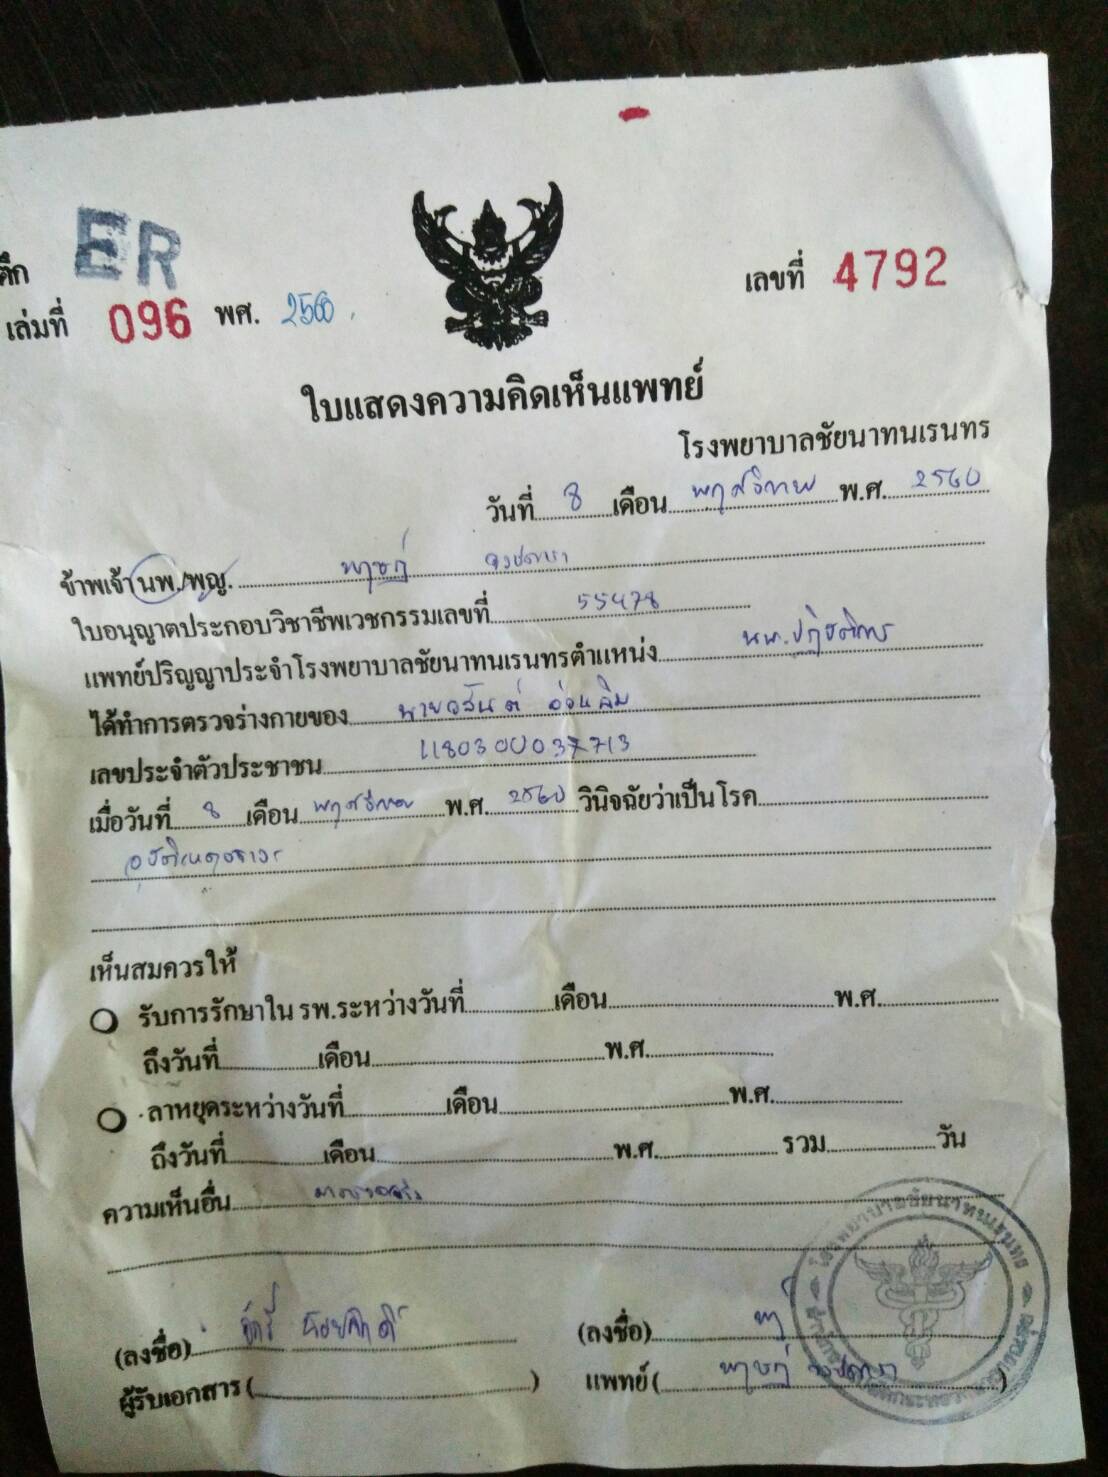 ตึก ER
เล่มที่ 096 พศ. 2560
เลขที่ 4792
ใบแสดงความคิดเห็นแพทย์
โรงพยาบาลชัยนาทนเรนทร
วันที่ 8 เดือน พฤศจิกายน พ.ศ. 2560
ข้าพเจ้า นพ./พญ.
ใบอนุญาตประกอบวิชาชีพเวชกรรมเลขที่ 55478
แพทย์ปริญญาประจำโรงพยาบาลชัยนาทนเรนทรตำแหน่ง นพ.ปฏิบัติการ
ได้ทำการตรวจร่างกายของ นายวสันต์ อ่อนลิม
เลขประจำตัวประชาชน 1180300037713
เมื่อวันที่ 8 เดือน พฤศจิกายน พ.ศ. 2560 วินิจฉัยว่าเป็นโรค
อุบัติเหตุจราจร
เห็นสมควรให้
รับการรักษาใน รพ.ระหว่างวันที่ เดือน พ.ศ.
ถึงวันที่ เดือน พ.ศ.
ลาหยุดระหว่างวันที่ เดือน พ.ศ.
ถึงวันที่ เดือน พ.ศ. รวม วัน
ความเห็นอื่น มาตรวจจริง
(ลงชื่อ)
(ลงชื่อ)
ผู้รับเอกสาร ( )
แพทย์ ( )
โรงพยาบาลชัยนาทนเรนทร